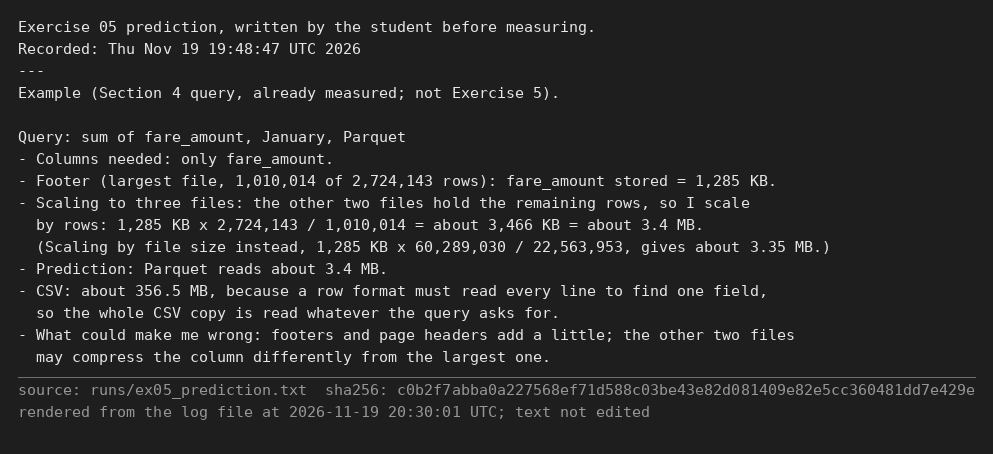 Exercise 05 prediction, written by the student before measuring.
Recorded: Thu Nov 19 19:48:47 UTC 2026
---
Example (Section 4 query, already measured; not Exercise 5).
Query: sum of fare_amount, January, Parquet
- Columns needed: only fare_amount.
- Footer (largest file, 1,010,014 of 2,724,143 rows): fare_amount stored = 1,285 KB.
- Scaling to three files: the other two files hold the remaining rows, so I scale
by rows: 1,285 KB x 2,724,143 / 1,010,014 = about 3,466 KB = about 3.4 MB.
(Scaling by file size instead, 1,285 KB x 60,289,030 / 22,563,953, gives about 3.35 MB.)
- Prediction: Parquet reads about 3.4 MB.
- CSV: about 356.5 MB, because a row format must read every line to find one field,
so the whole CSV copy is read whatever the query asks for.
- What could make me wrong: footers and page headers add a little; the other two files
may compress the column differently from the largest one.
source: runs/ex05_prediction.txt  sha256: c0b2f7abba0a227568ef71d588c03be43e82d081409e82e5cc360481dd7e429e
rendered from the log file at 2026-11-19 20:30:01 UTC; text not edited